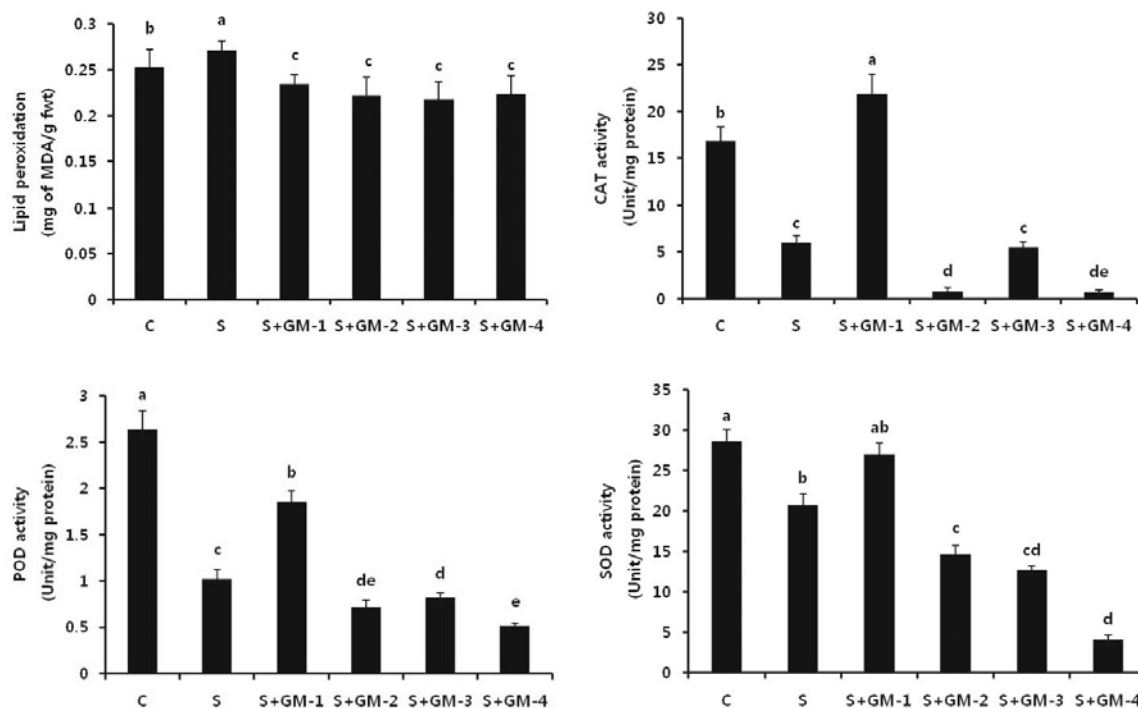 Lipid peroxidation
(mg of MDA/g fwt)
0.3
0.25
0.2
0.15
0.1
0.05
0
b
a
c
c
c
c
C S S+GM-1 S+GM-2 S+GM-3 S+GM-4
CAT activity
(Unit/mg protein)
30
25
20
15
10
5
0
b
c
a
d
c
de
C S S+GM-1 S+GM-2 S+GM-3 S+GM-4
POD activity
(Unit/mg protein)
3
2.5
2
1.5
1
0.5
0
a
c
b
de
d
e
C S S+GM-1 S+GM-2 S+GM-3 S+GM-4
SOD activity
(Unit/mg protein)
35
30
25
20
15
10
5
0
a
b
ab
c
cd
d
C S S+GM-1 S+GM-2 S+GM-3 S+GM-4